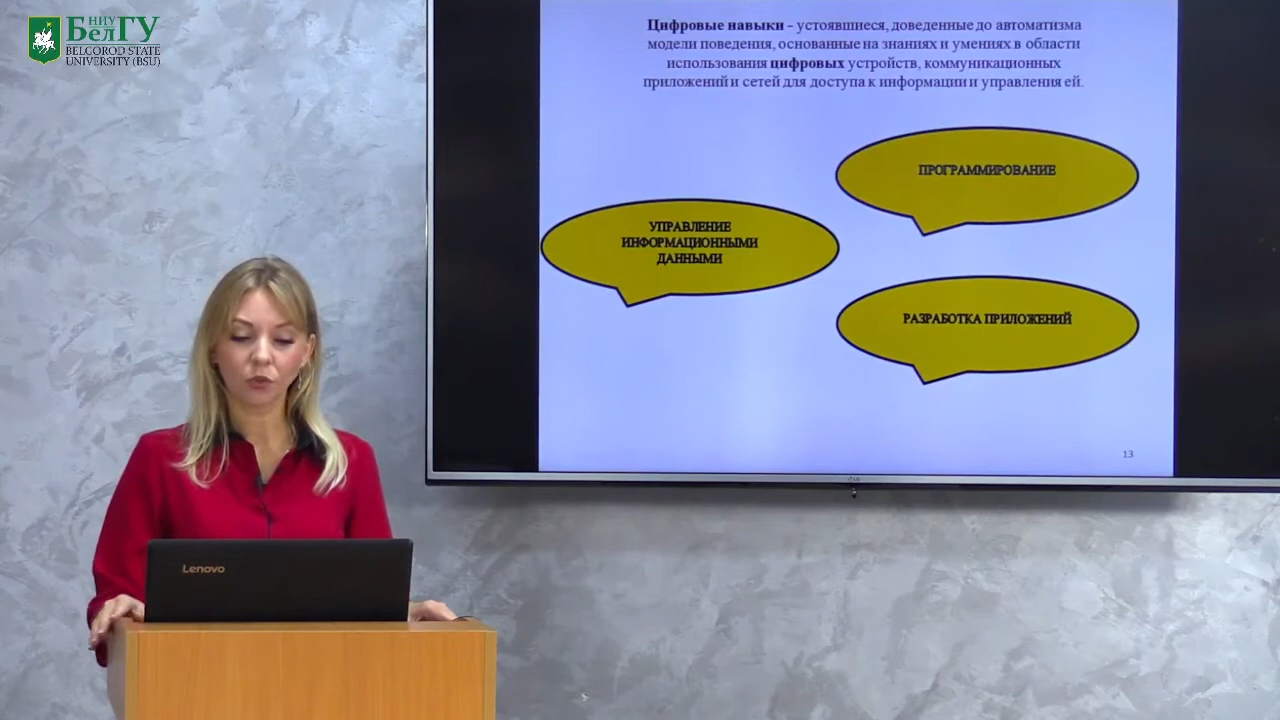 НИУ
БелГУ
BELGOROD STATE
UNIVERSITY (BSU)
Цифровые навыки - устоявшиеся, доведенные до автоматизма
модели поведения, основанные на знаниях и умениях в области
использования цифровых устройств, коммуникационных
приложений и сетей для доступа к информации и управления ей.
ПРОГРАММИРОВАНИЕ
УПРАВЛЕНИЕ
ИНФОРМАЦИОННЫМИ
ДАННЫМИ
РАЗРАБОТКА ПРИЛОЖЕНИЙ
13
Lenovo